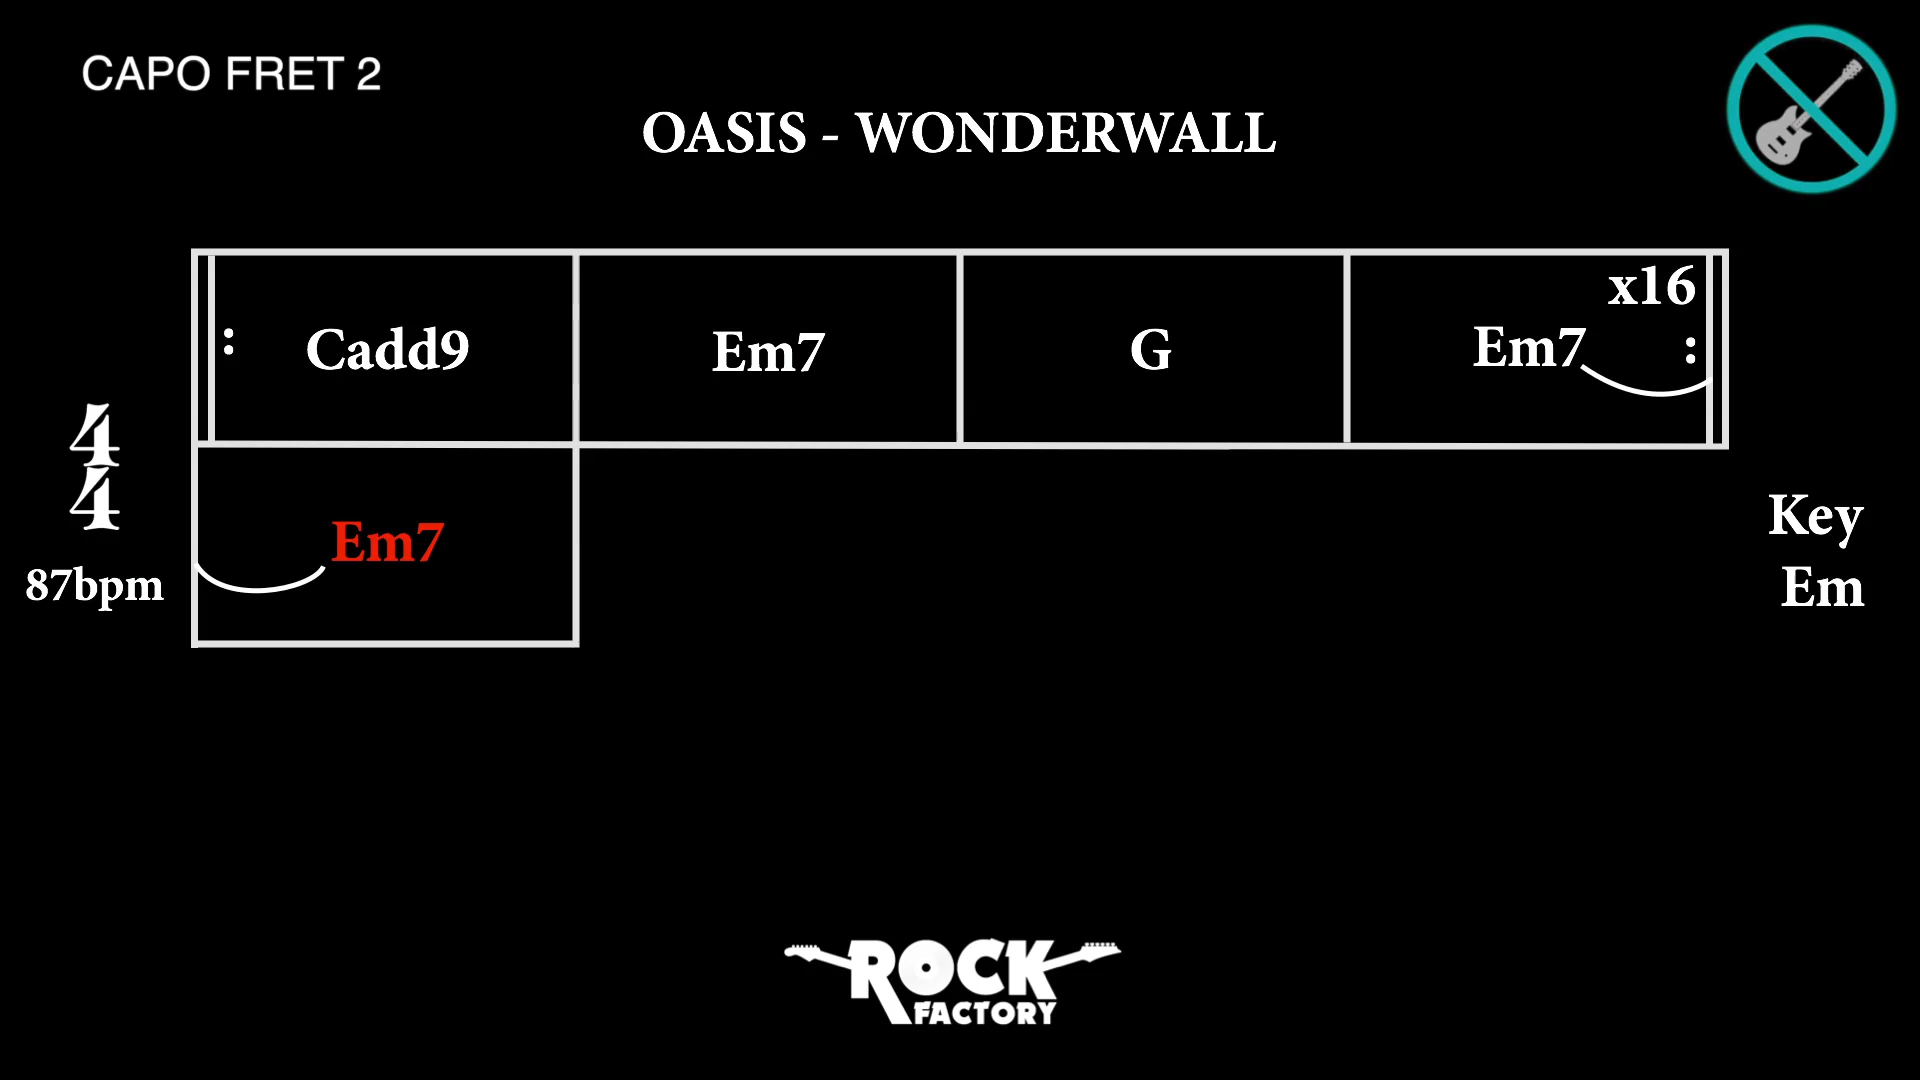 CAPO FRET 2
OASIS - WONDERWALL
x16
: Cadd9 Em7 G Em7 :
4
4
Em7
87bpm
Key
Em
ROCK
FACTORY